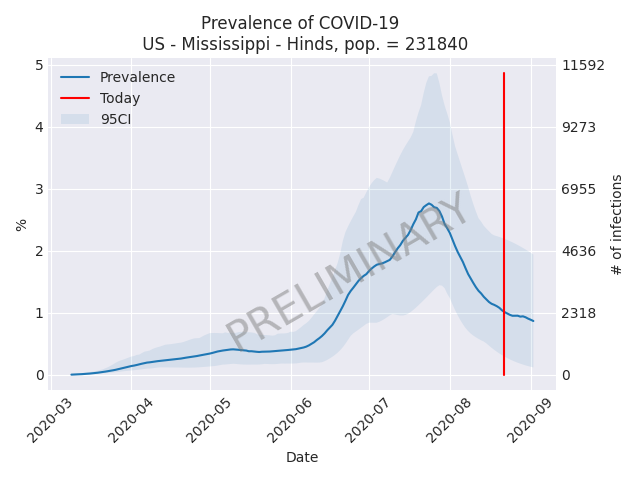 Prevalence of COVID-19
US - Mississippi - Hinds, pop. = 231840
Prevalence
Today
95CI
5
4
3
2
1
0
%
11592
9273
6955
4636
2318
0
# of infections
PRELIMINARY
2020-03
2020-04
2020-05
2020-06
2020-07
2020-08
2020-09
Date